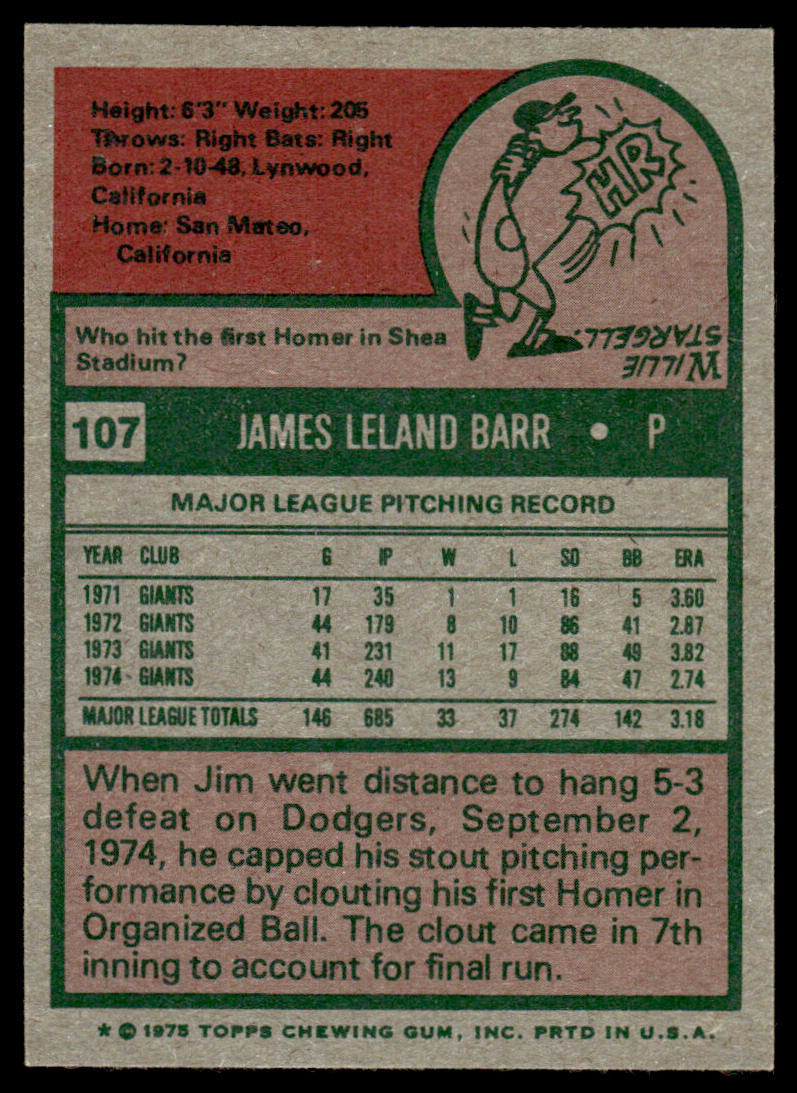 Height: 6'3" Weight: 205
Throws: Right Bats: Right
Born: 2-10-48, Lynwood,
California
Home: San Mateo,
California
HR
Who hit the first Homer in Shea
Stadium?
WILLIE
STARGELL.
107 JAMES LELAND BARR • P
MAJOR LEAGUE PITCHING RECORD
YEAR CLUB G IP W L SO BB ERA
1971 GIANTS 17 35 1 1 16 5 3.60
1972 GIANTS 44 179 8 10 86 41 2.87
1973 GIANTS 41 231 11 17 88 49 3.82
1974 GIANTS 44 240 13 9 84 47 2.74
MAJOR LEAGUE TOTALS 146 685 33 37 274 142 3.18
When Jim went distance to hang 5-3
defeat on Dodgers, September 2,
1974, he capped his stout pitching per-
formance by clouting his first Homer in
Organized Ball. The clout came in 7th
inning to account for final run.
* © 1975 TOPPS CHEWING GUM, INC. PRTD IN U.S.A.